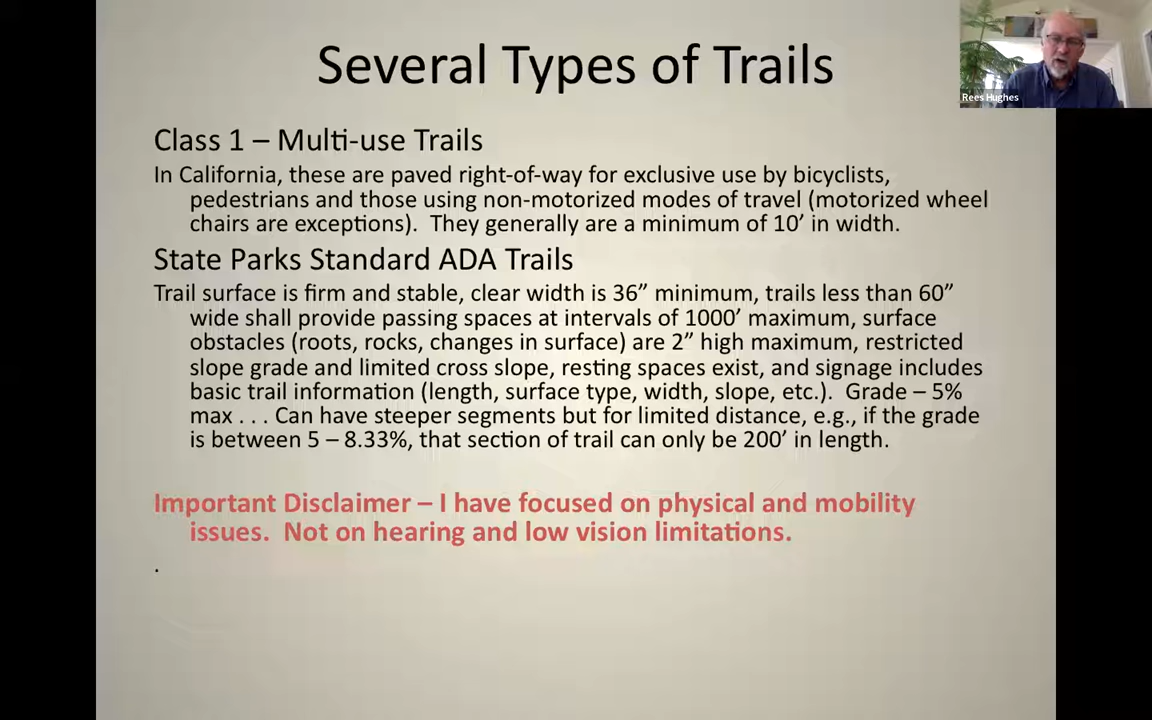 Several Types of Trails
Rees Hughes
Class 1 – Multi-use Trails
In California, these are paved right-of-way for exclusive use by bicyclists,
pedestrians and those using non-motorized modes of travel (motorized wheel
chairs are exceptions).  They generally are a minimum of 10’ in width.
State Parks Standard ADA Trails
Trail surface is firm and stable, clear width is 36” minimum, trails less than 60”
wide shall provide passing spaces at intervals of 1000’ maximum, surface
obstacles (roots, rocks, changes in surface) are 2” high maximum, restricted
slope grade and limited cross slope, resting spaces exist, and signage includes
basic trail information (length, surface type, width, slope, etc.).  Grade – 5%
max . . . Can have steeper segments but for limited distance, e.g., if the grade
is between 5 – 8.33%, that section of trail can only be 200’ in length.
Important Disclaimer – I have focused on physical and mobility
issues.  Not on hearing and low vision limitations.
.